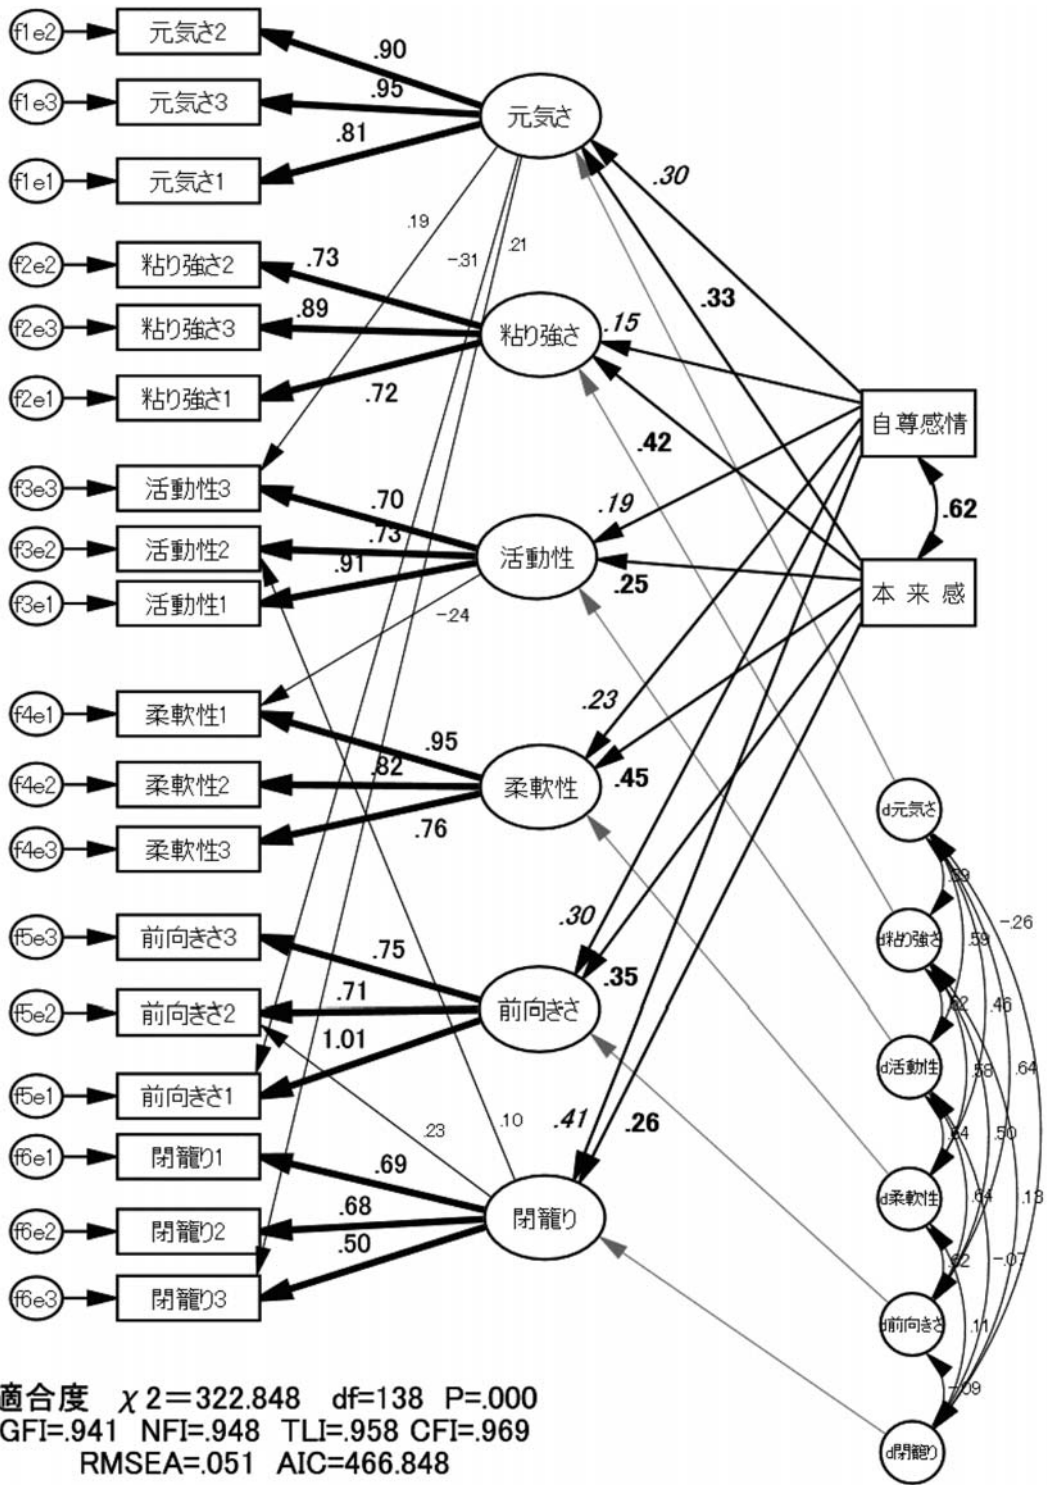 f1e2
元気さ2
.90
f1e3
元気さ3
.95
元気さ
f1e1
元気さ1
.81
.30
.19
-.31
.21
f2e2
粘り強さ2
.73
f2e3
粘り強さ3
.89
粘り強さ
.15
.33
f2e1
粘り強さ1
.72
.42
自尊感情
f3e3
活動性3
.70
.19
.62
f3e2
活動性2
.73
活動性
f3e1
活動性1
.91
.25
本来感
-.24
f4e1
柔軟性1
.95
.23
f4e2
柔軟性2
.82
柔軟性
.45
f4e3
柔軟性3
.76
d元気さ
f5e3
前向きさ3
.75
.30
d粘り強さ
.59
-.26
f5e2
前向きさ2
.71
前向きさ
.35
.46
f5e1
前向きさ1
1.01
d活動性
.58
.64
f6e1
閉籠り1
.69
.23
.10
.41
.26
.50
f6e2
閉籠り2
.68
閉籠り
d柔軟性
.64
.13
f6e3
閉籠り3
.50
-.07
d前向きさ
.11
-.09
d閉籠り
適合度 χ2=322.848 df=138 P=.000
GFI=.941 NFI=.948 TLI=.958 CFI=.969
RMSEA=.051 AIC=466.848